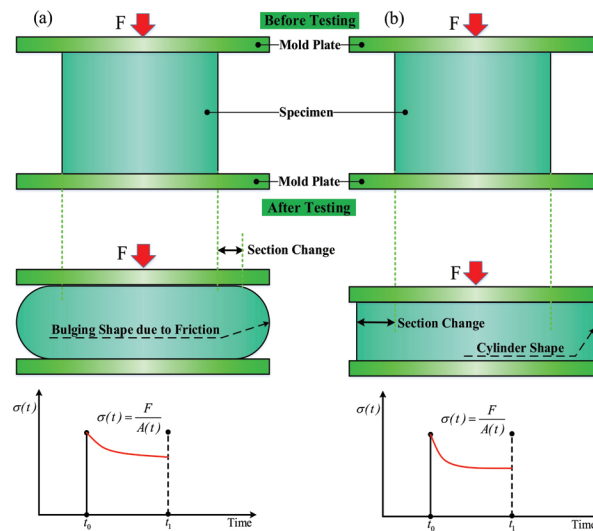 (a)
F
Before Testing
(b)
F
Mold Plate
Specimen
Mold Plate
After Testing
F
Section Change
F
Bulging Shape due to Friction
Section Change
Cylinder Shape
σ(t)
σ(t) = F / A(t)
t₀
t₁
Time
σ(t)
σ(t) = F / A(t)
t₀
t₁
Time